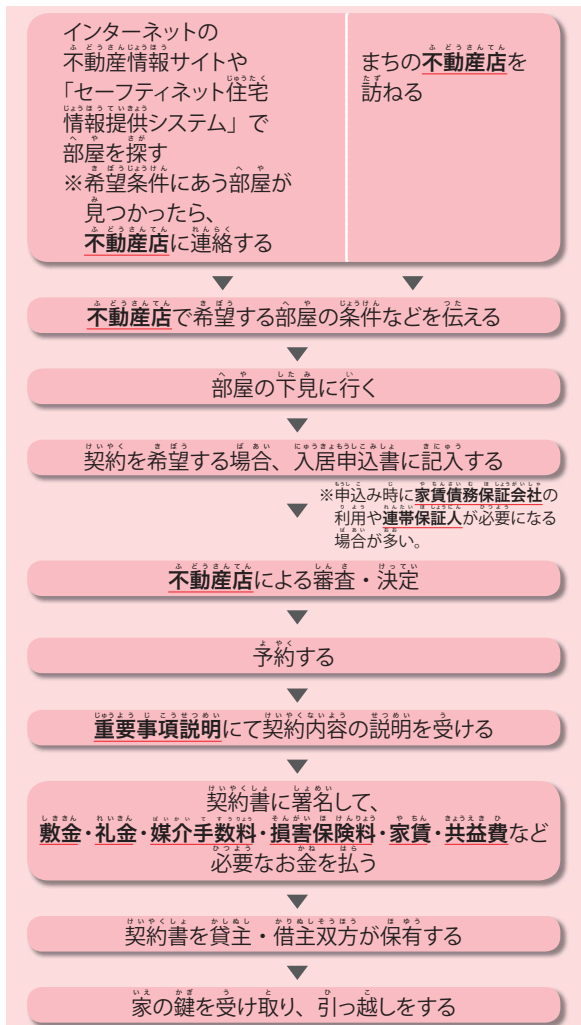 インターネットの
不動産情報サイトや
「セーフティネット住宅
情報提供システム」で
部屋を探す
※希望条件にあう部屋が
見つかったら、
不動産店に連絡する
まちの不動産店を
訪ねる
不動産店で希望する部屋の条件などを伝える
部屋の下見に行く
契約を希望する場合、入居申込書に記入する
※申込み時に家賃債務保証会社の
利用や連帯保証人が必要になる
場合が多い。
不動産店による審査・決定
予約する
重要事項説明にて契約内容の説明を受ける
契約書に署名して、
敷金・礼金・媒介手数料・損害保険料・家賃・共益費など
必要なお金を払う
契約書を貸主・借主双方が保有する
家の鍵を受け取り、引っ越しをする